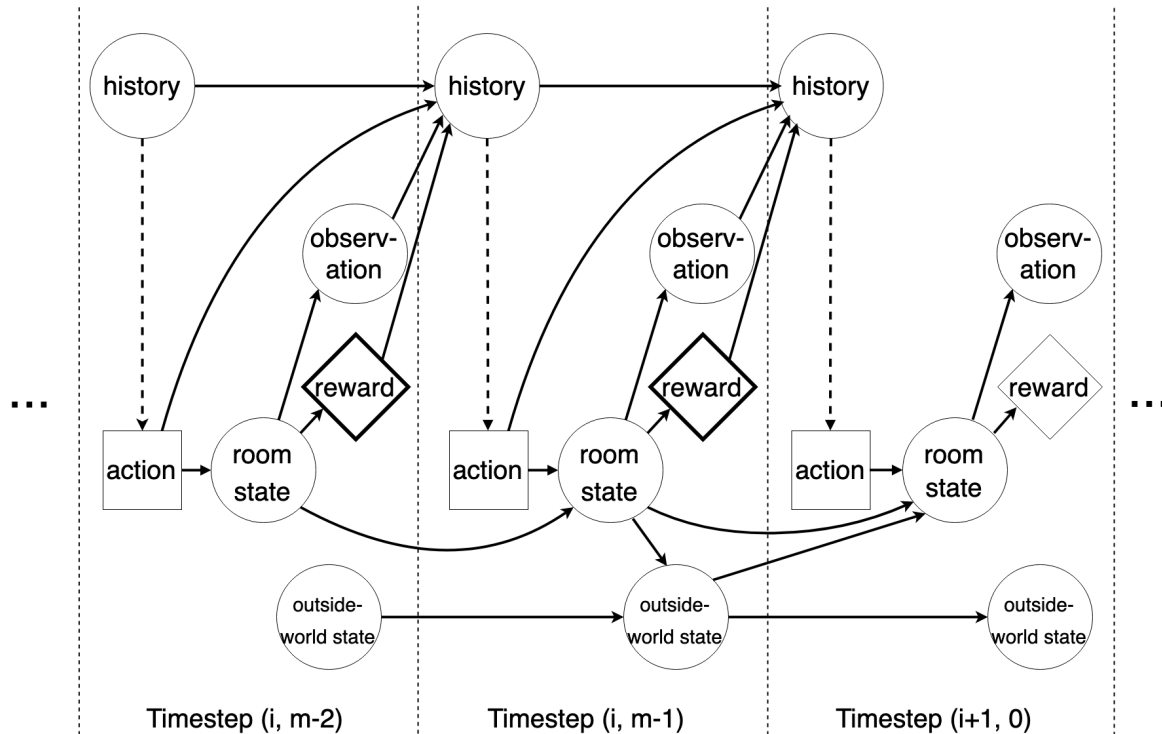 history
history
history
observ-
ation
observ-
ation
observ-
ation
reward
reward
reward
...
...
action
room
state
action
room
state
action
room
state
outside-
world state
outside-
world state
outside-
world state
Timestep (i, m-2)
Timestep (i, m-1)
Timestep (i+1, 0)